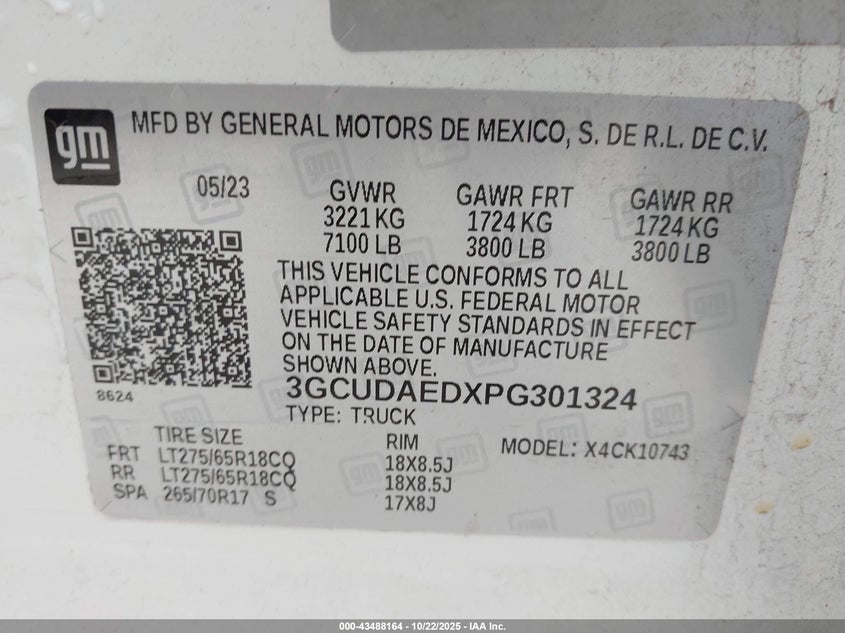 gm
MFD BY GENERAL MOTORS DE MEXICO, S. DE R.L. DE C.V.
05/23
GVWR GAWR FRT GAWR RR
3221 KG 1724 KG 1724 KG
7100 LB 3800 LB 3800 LB
THIS VEHICLE CONFORMS TO ALL
APPLICABLE U.S. FEDERAL MOTOR
VEHICLE SAFETY STANDARDS IN EFFECT
ON THE DATE OF MANUFACTURE
SHOWN ABOVE.
8624
3GCUDAEDXPG301324
TYPE: TRUCK
TIRE SIZE RIM MODEL: X4CK10743
FRT LT275/65R18CQ 18X8.5J
RR LT275/65R18CQ 18X8.5J
SPA 265/70R17 S 17X8J
000-43488164 - 10/22/2025 - IAA Inc.